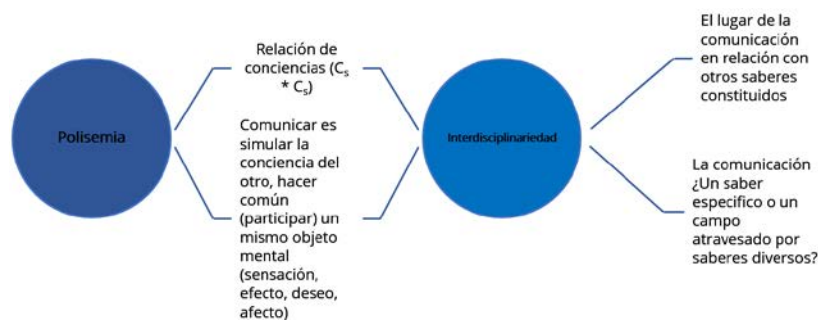 Polisemia
Relación de
conciencias (Cs
* Cs)
Comunicar es
simular la
conciencia del
otro, hacer
común
(participar) un
mismo objeto
mental
(sensación,
efecto, deseo,
afecto)
Interdisciplinariedad
El lugar de la
comunicación
en relación con
otros saberes
constituidos
La comunicación
¿Un saber
especifico o un
campo
atravesado por
saberes diversos?